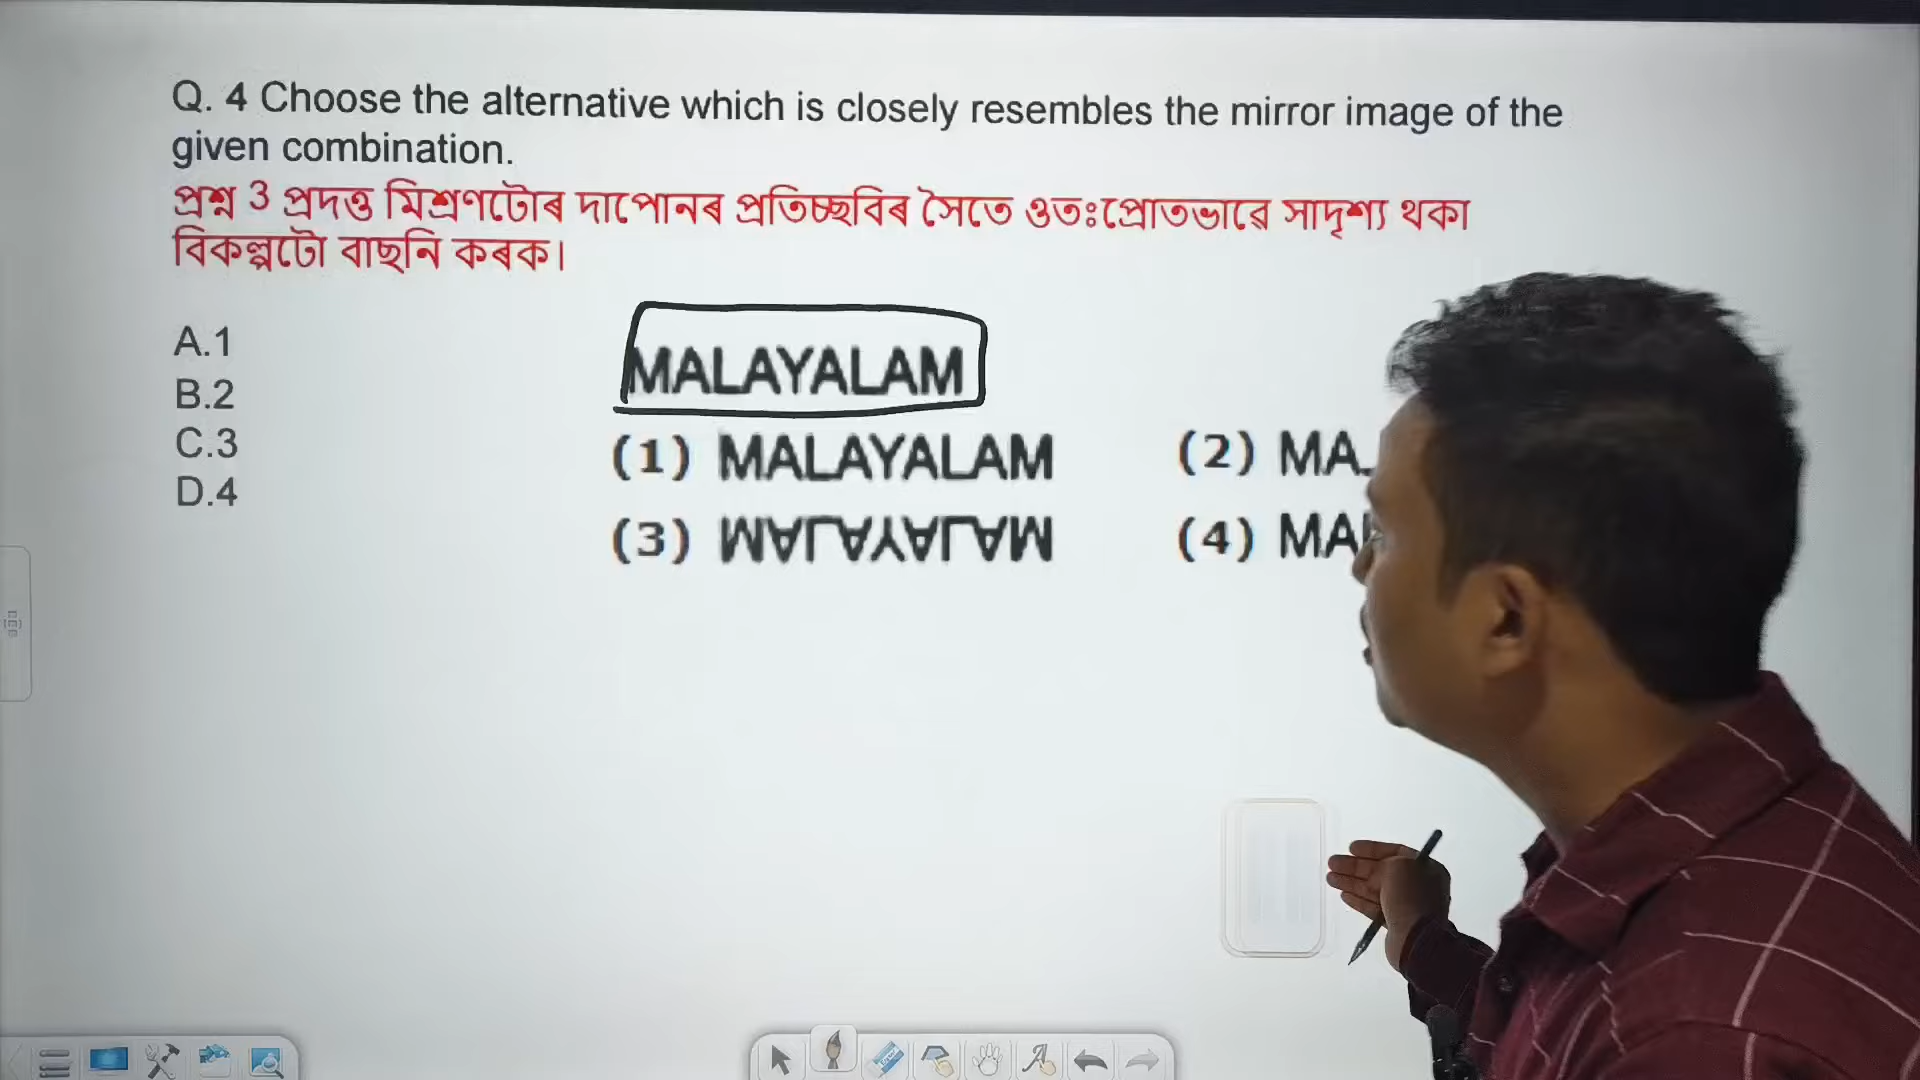 Q. 4 Choose the alternative which is closely resembles the mirror image of the
given combination.
প্ৰশ্ন 3 প্ৰদত্ত মিশ্ৰণটোৰ দাপোনৰ প্ৰতিচ্ছবিৰ সৈতে ওতঃপ্ৰোতভাৱে সাদৃশ্য থকা
বিকল্পটো বাছনি কৰক।
A.1
B.2
C.3
D.4
MALAYALAM
(1) MALAYALAM
(2) MA
(3) MALAYALAM
(4) MA